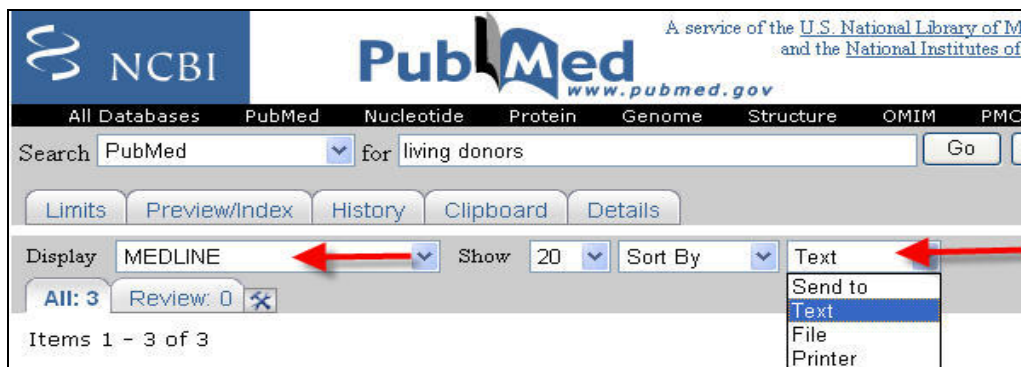 A service of the U.S. National Library of M
and the National Institutes of
NCBI
PubMed
www.pubmed.gov
All Databases PubMed Nucleotide Protein Genome Structure OMIM PMC
Search PubMed for living donors Go
Limits Preview/Index History Clipboard Details
Display MEDLINE Show 20 Sort By Text
All: 3 Review: 0 Send to
Text
Items 1 - 3 of 3 File
Printer